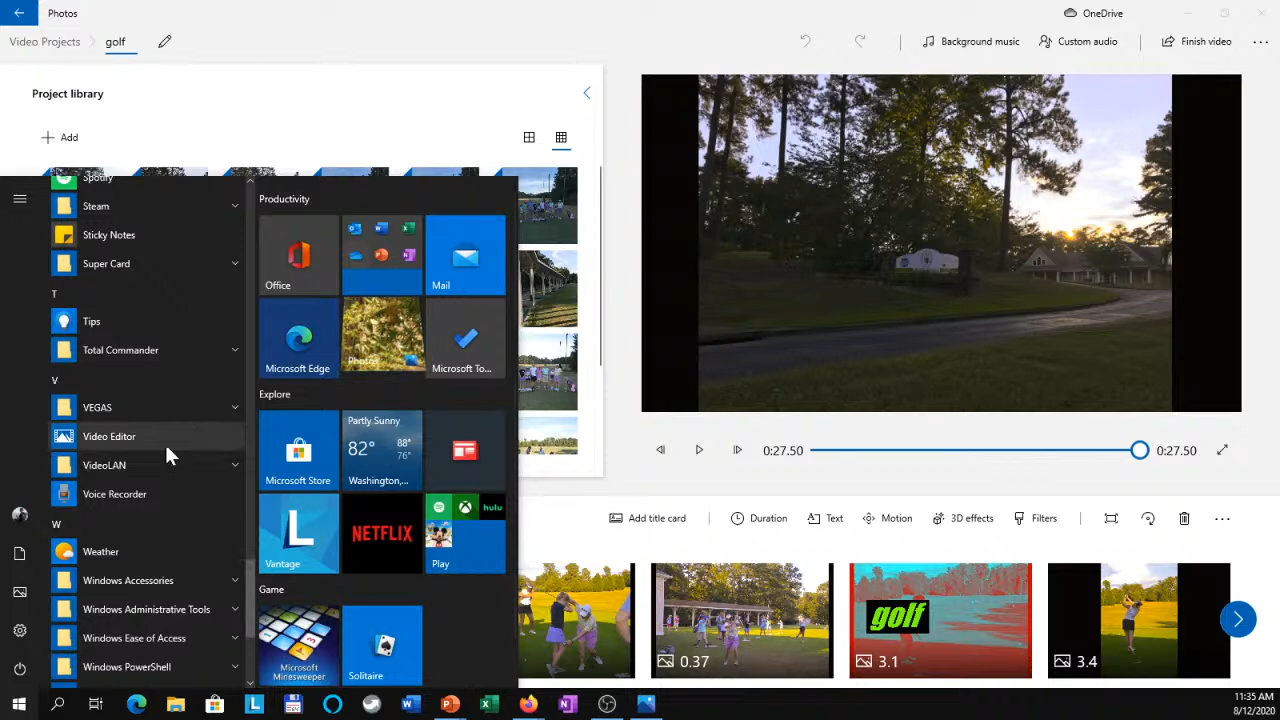 Photos
OneDrive
Video Projects
golf
Background music
Custom audio
Finish video
Project library
Add
Spotify
Steam
Sticky Notes
Super Card
T
Tips
Total Commander
V
VEGAS
Video Editor
VideoLAN
Voice Recorder
W
Weather
Windows Accessories
Windows Administrative Tools
Windows Ease of Access
Windows PowerShell
Productivity
Office
Mail
Microsoft Edge
Photos
Microsoft To...
Explore
Microsoft Store
Partly Sunny
82° 88° 76°
Washington,...
Vantage
NETFLIX
hulu
Play
Game
Microsoft
Minesweeper
Solitaire
0:27.50
0:27.50
Add title card
Duration
Text
Motion
3D effects
Filters
0.37
golf
3.1
3.4
11:35 AM
8/12/2020